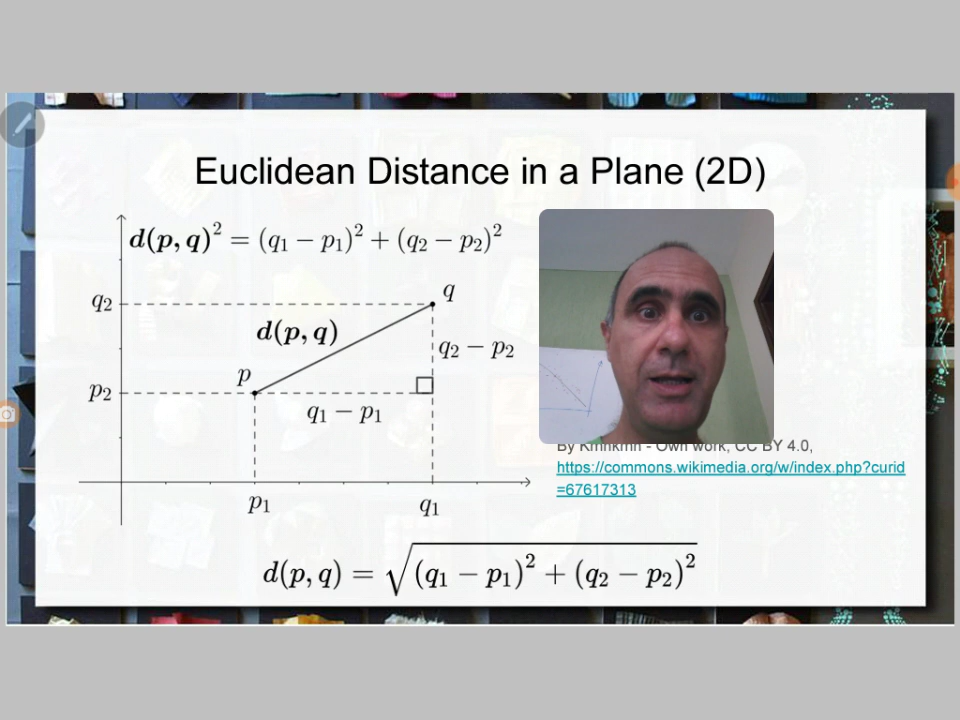 Euclidean Distance in a Plane (2D)
d(p, q)² = (q₁ − p₁)² + (q₂ − p₂)²
q₂
q
d(p, q)
q₂ − p₂
p
p₂
q₁ − p₁
By Kmhkmh - Own work, CC BY 4.0,
https://commons.wikimedia.org/w/index.php?curid
=67617313
p₁
q₁
d(p, q) = √(q₁ − p₁)² + (q₂ − p₂)²